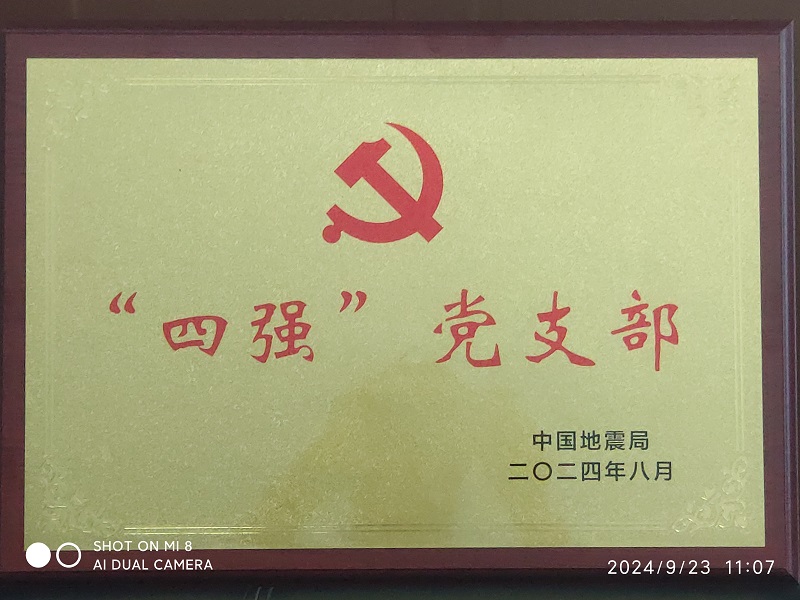 “四强”党支部
中国地震局
二〇二四年八月
SHOT ON MI 8
AI DUAL CAMERA
2024/9/23 11:07